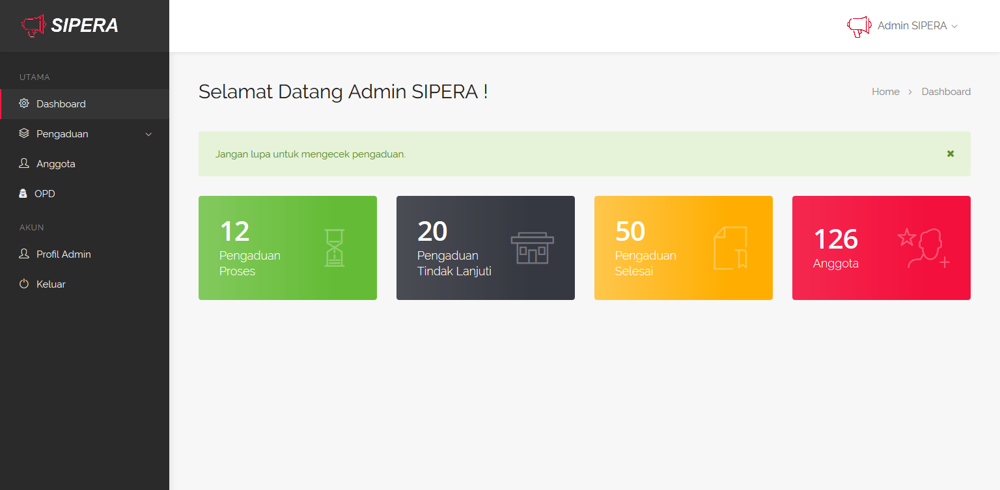 SIPERA
Admin SIPERA
UTAMA
Dashboard
Pengaduan
Anggota
OPD
AKUN
Profil Admin
Keluar
Selamat Datang Admin SIPERA !
Home > Dashboard
Jangan lupa untuk mengecek pengaduan.
12
Pengaduan
Proses
20
Pengaduan
Tindak Lanjuti
50
Pengaduan
Selesai
126
Anggota